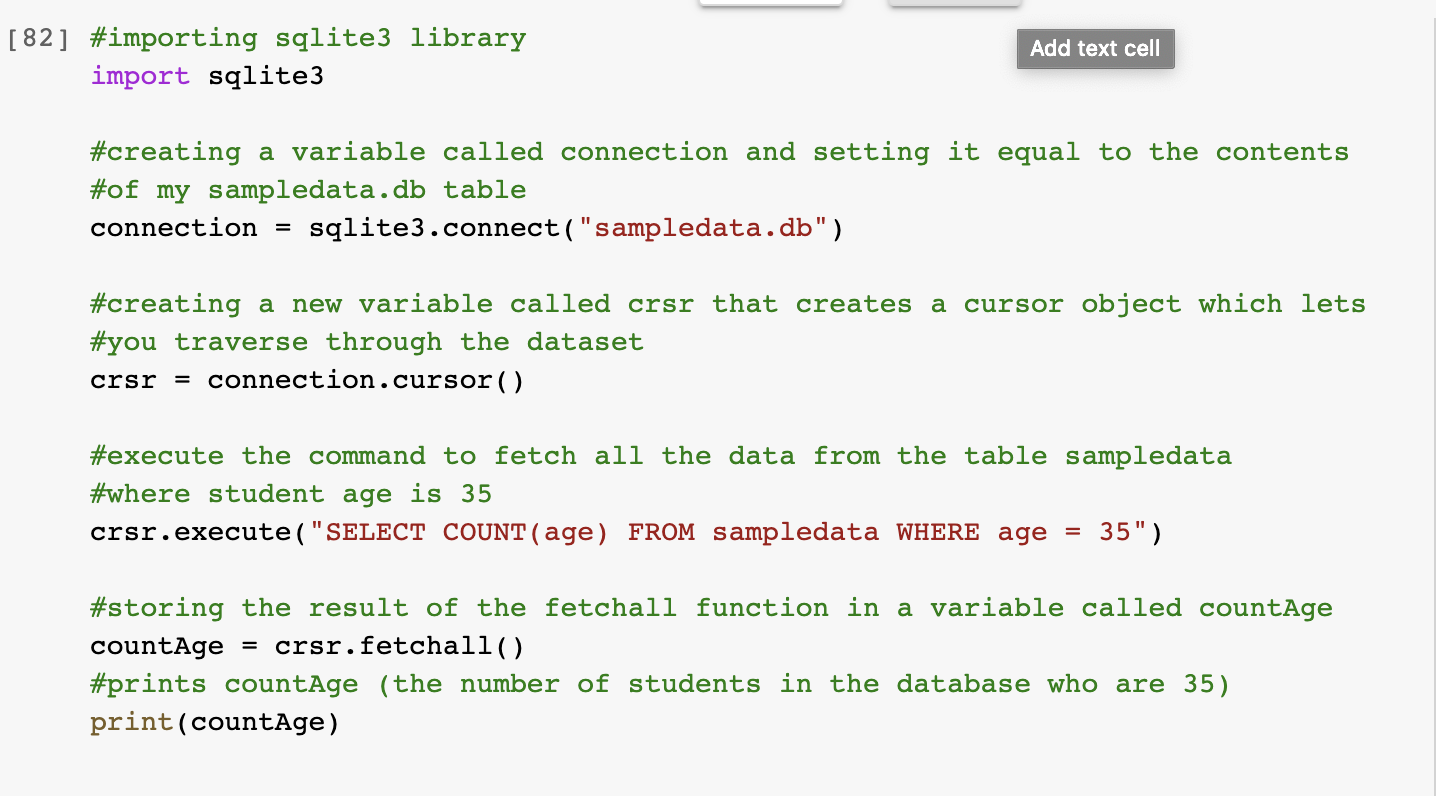 [82] #importing sqlite3 library
Add text cell
import sqlite3
#creating a variable called connection and setting it equal to the contents
#of my sampledata.db table
connection = sqlite3.connect("sampledata.db")
#creating a new variable called crsr that creates a cursor object which lets
#you traverse through the dataset
crsr = connection.cursor()
#execute the command to fetch all the data from the table sampledata
#where student age is 35
crsr.execute("SELECT COUNT(age) FROM sampledata WHERE age = 35")
#storing the result of the fetchall function in a variable called countAge
countAge = crsr.fetchall()
#prints countAge (the number of students in the database who are 35)
print(countAge)